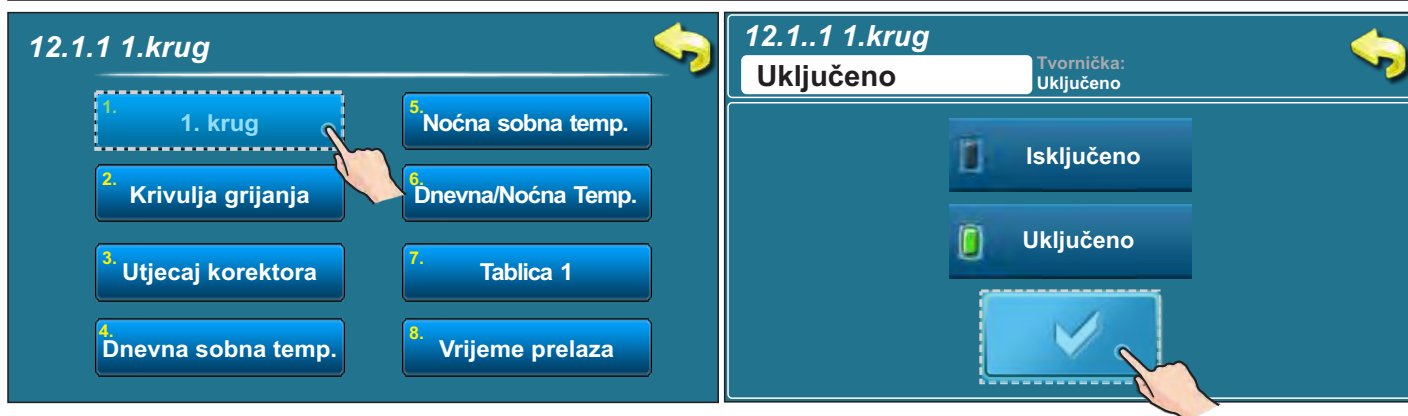 12.1.1 1.krug
1.
1. krug
2.
Krivulja grijanja
3.
Utjecaj korektora
4.
Dnevna sobna temp.
5.
Noćna sobna temp.
6.
Dnevna/Noćna Temp.
7.
Tablica 1
8.
Vrijeme prelaza
12.1..1 1.krug
Uključeno
Tvornička:
Uključeno
Isključeno
Uključeno